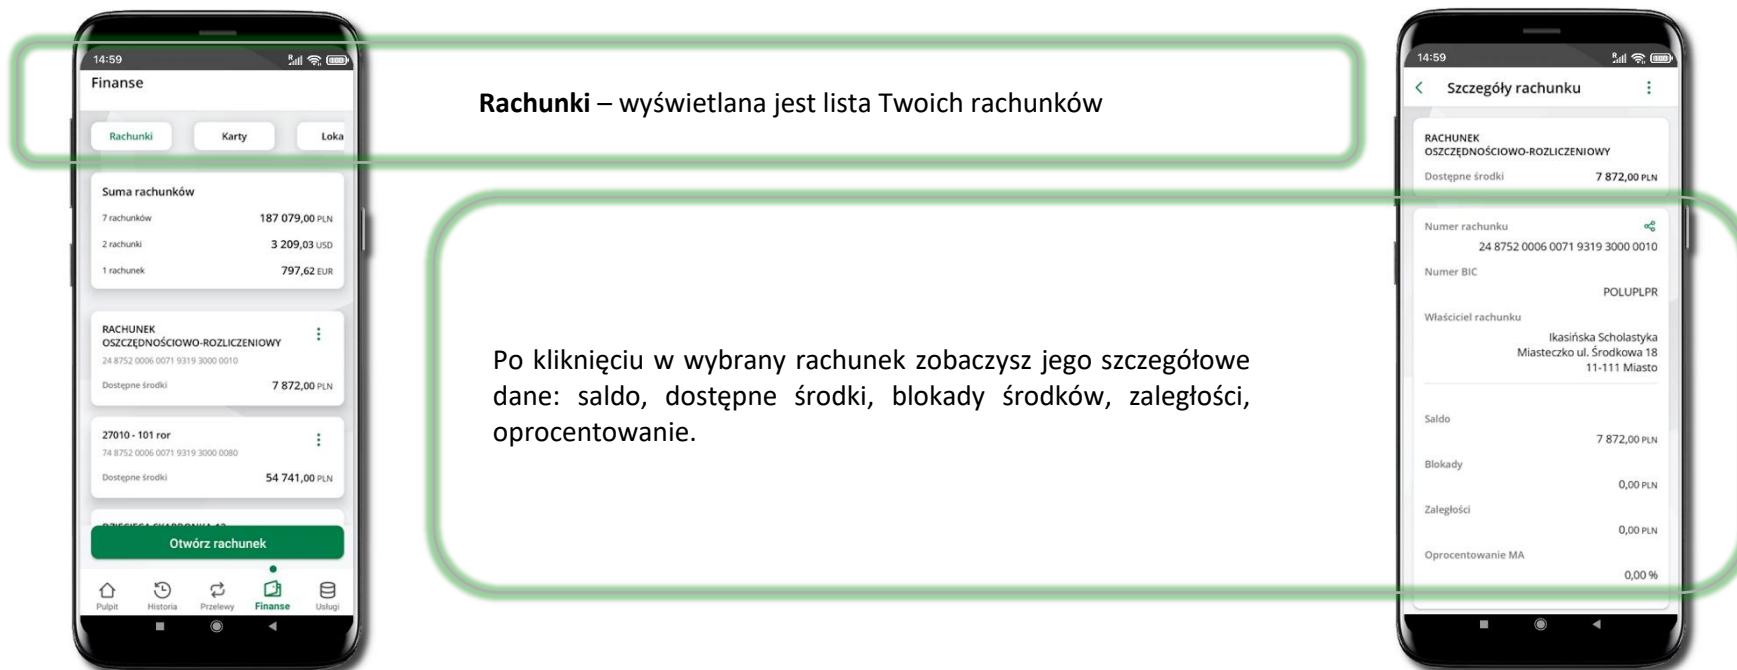 14:59
Finanse
Rachunki Karty Loka
Suma rachunków
7 rachunków 187 079,00 PLN
2 rachunki 3 209,03 USD
1 rachunek 797,62 EUR
RACHUNEK
OSZCZĘDNOŚCIOWO-ROZLICZENIOWY
24 8752 0006 0071 9319 3000 0010
Dostępne środki 7 872,00 PLN
27010 - 101 ror
74 8752 0006 0071 9319 3000 0080
Dostępne środki 54 741,00 PLN
Otwórz rachunek
Pulpit Historia Przelewy Finanse Usługi
Rachunki – wyświetlana jest lista Twoich rachunków
Po kliknięciu w wybrany rachunek zobaczysz jego szczegółowe
dane: saldo, dostępne środki, blokady środków, zaległości,
oprocentowanie.
14:59
Szczegóły rachunku
RACHUNEK
OSZCZĘDNOŚCIOWO-ROZLICZENIOWY
Dostępne środki 7 872,00 PLN
Numer rachunku
24 8752 0006 0071 9319 3000 0010
Numer BIC
POLUPLPR
Właściciel rachunku
Ikasińska Scholastyka
Miasteczko ul. Środkowa 18
11-111 Miasto
Saldo
7 872,00 PLN
Blokady
0,00 PLN
Zaległości
0,00 PLN
Oprocentowanie MA
0,00 %